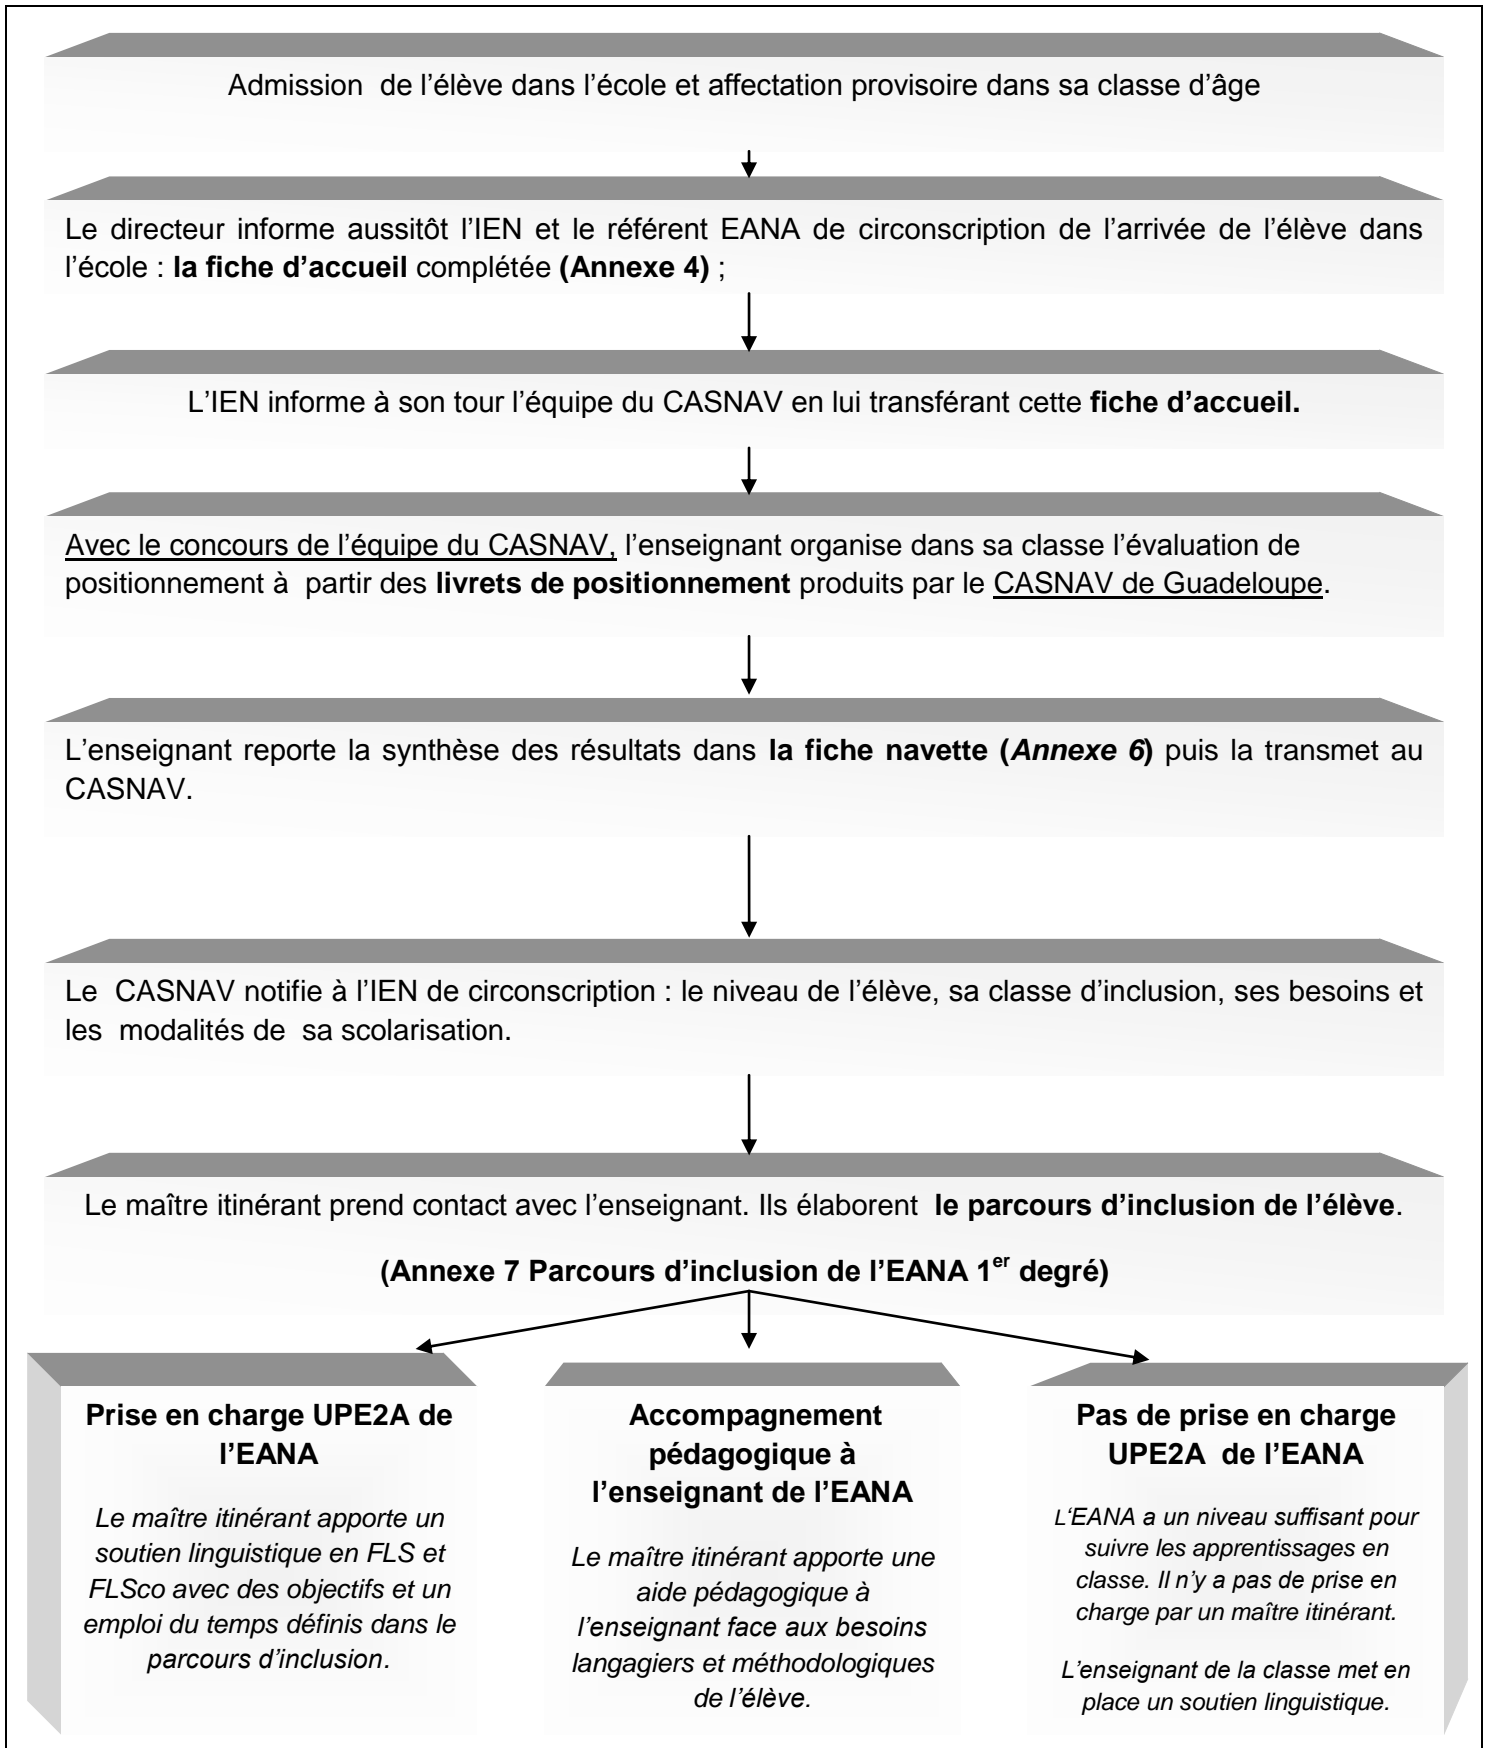 Admission de l’élève dans l’école et affectation provisoire dans sa classe d’âge
Le directeur informe aussitôt l’IEN et le référent EANA de circonscription de l’arrivée de l’élève dans
l’école : la fiche d’accueil complétée (Annexe 4) ;
L’IEN informe à son tour l’équipe du CASNAV en lui transférant cette fiche d’accueil.
Avec le concours de l’équipe du CASNAV, l’enseignant organise dans sa classe l’évaluation de
positionnement à partir des livrets de positionnement produits par le CASNAV de Guadeloupe.
L’enseignant reporte la synthèse des résultats dans la fiche navette (Annexe 6) puis la transmet au
CASNAV.
Le CASNAV notifie à l’IEN de circonscription : le niveau de l’élève, sa classe d’inclusion, ses besoins et
les modalités de sa scolarisation.
Le maître itinérant prend contact avec l’enseignant. Ils élaborent le parcours d’inclusion de l’élève.
(Annexe 7 Parcours d’inclusion de l’EANA 1er degré)
Prise en charge UPE2A de
l’EANA
Le maître itinérant apporte un
soutien linguistique en FLS et
FLSco avec des objectifs et un
emploi du temps définis dans le
parcours d’inclusion.
Accompagnement
pédagogique à
l’enseignant de l’EANA
Le maître itinérant apporte une
aide pédagogique à
l’enseignant face aux besoins
langagiers et méthodologiques
de l’élève.
Pas de prise en charge
UPE2A de l’EANA
L‘EANA a un niveau suffisant pour
suivre les apprentissages en
classe. Il n’y a pas de prise en
charge par un maître itinérant.
L’enseignant de la classe met en
place un soutien linguistique.